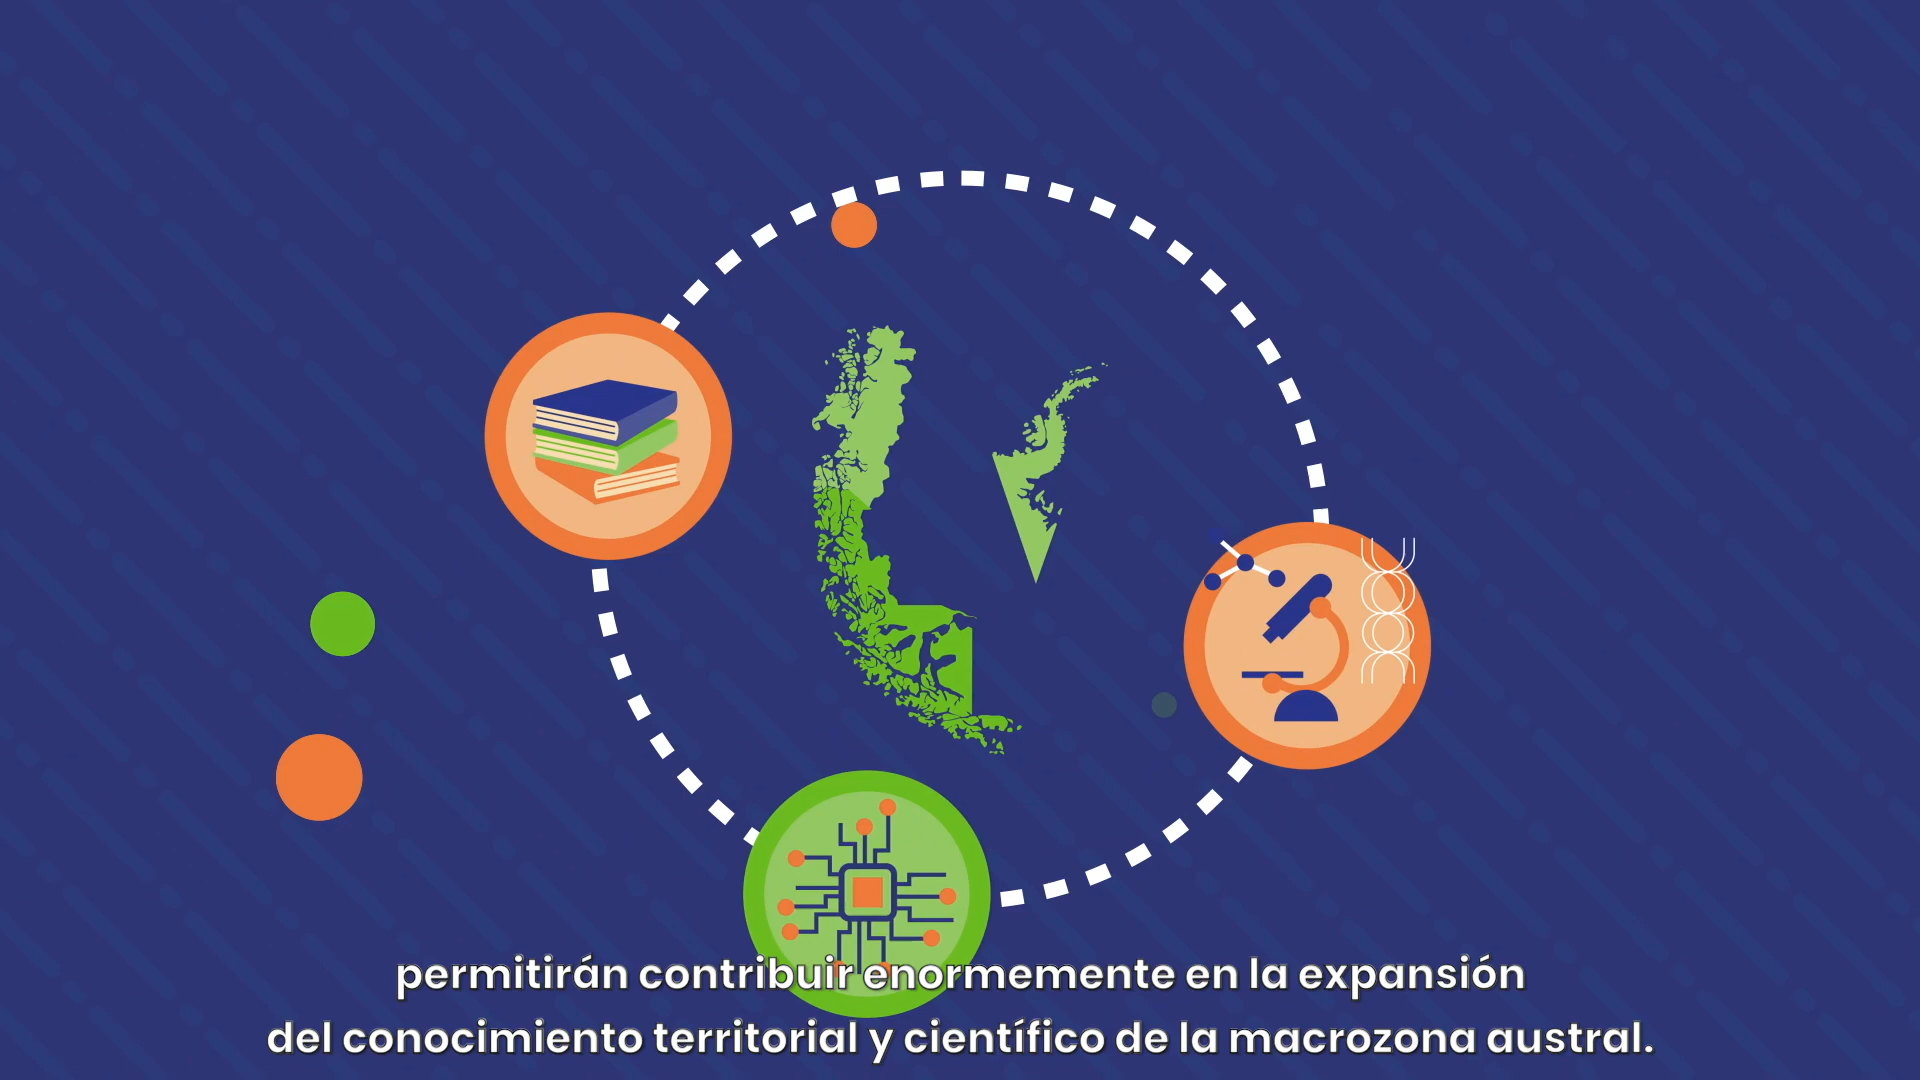 permitirán contribuir enormemente en la expansión
del conocimiento territorial y científico de la macrozona austral.